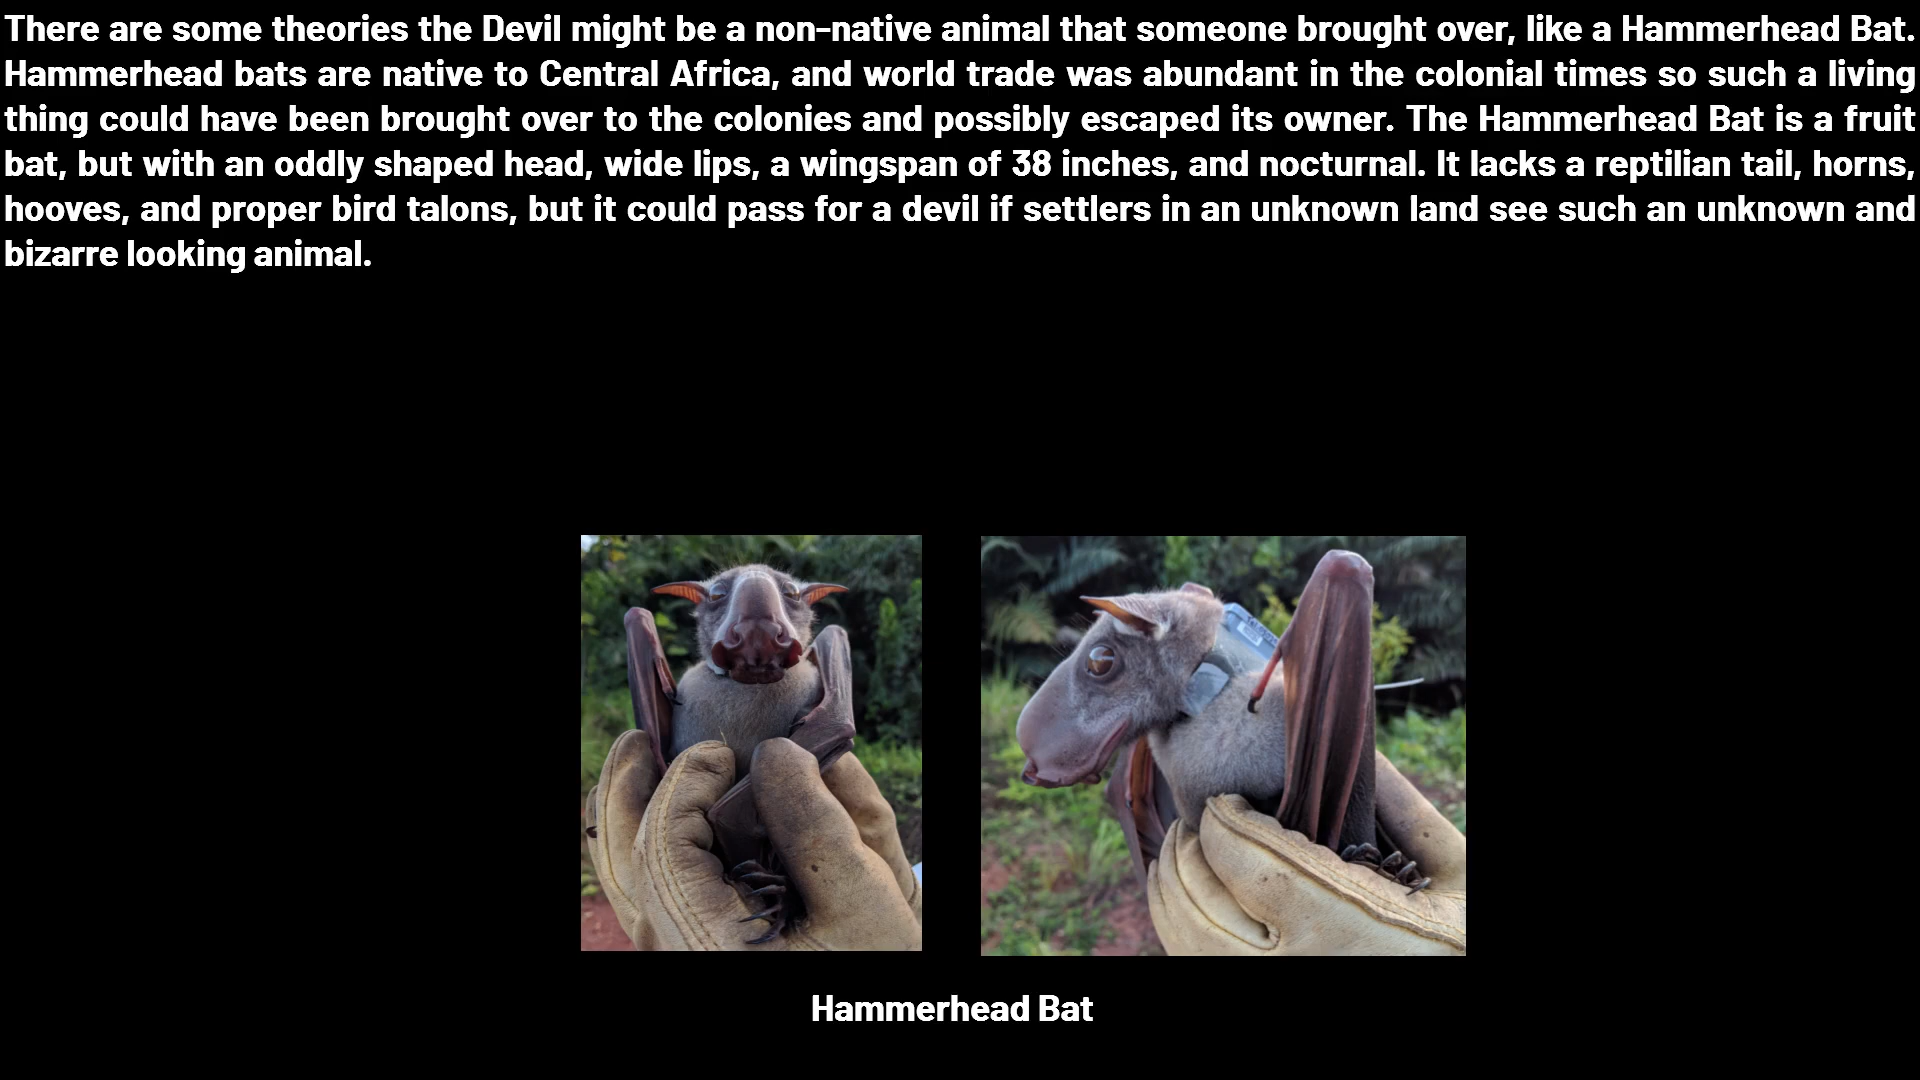 There are some theories the Devil might be a non-native animal that someone brought over, like a Hammerhead Bat.
Hammerhead bats are native to Central Africa, and world trade was abundant in the colonial times so such a living
thing could have been brought over to the colonies and possibly escaped its owner. The Hammerhead Bat is a fruit
bat, but with an oddly shaped head, wide lips, a wingspan of 38 inches, and nocturnal. It lacks a reptilian tail, horns,
hooves, and proper bird talons, but it could pass for a devil if settlers in an unknown land see such an unknown and
bizarre looking animal.
Hammerhead Bat